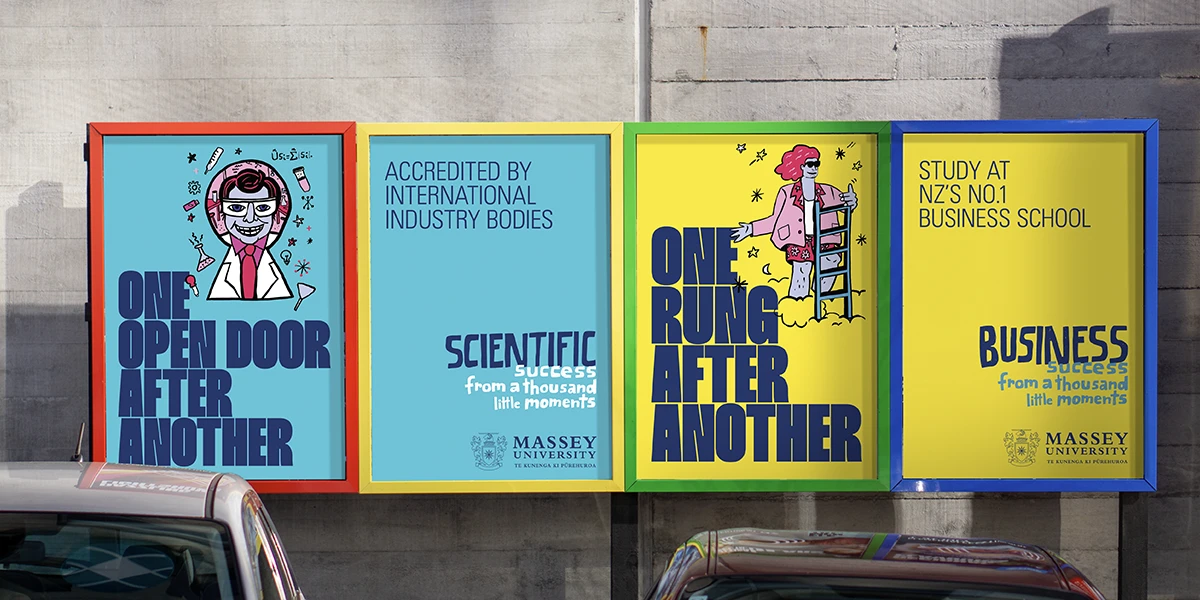 ONE
OPEN DOOR
AFTER
ANOTHER
ACCREDITED BY
INTERNATIONAL
INDUSTRY BODIES
SCIENTIFIC
success
from a thousand
little moments
MASSEY
UNIVERSITY
TE KUNENGA KI PŪREHUROA
ONE
RUNG
AFTER
ANOTHER
STUDY AT
NZ'S NO.1
BUSINESS SCHOOL
BUSINESS
success
from a thousand
little moments
MASSEY
UNIVERSITY
TE KUNENGA KI PŪREHUROA